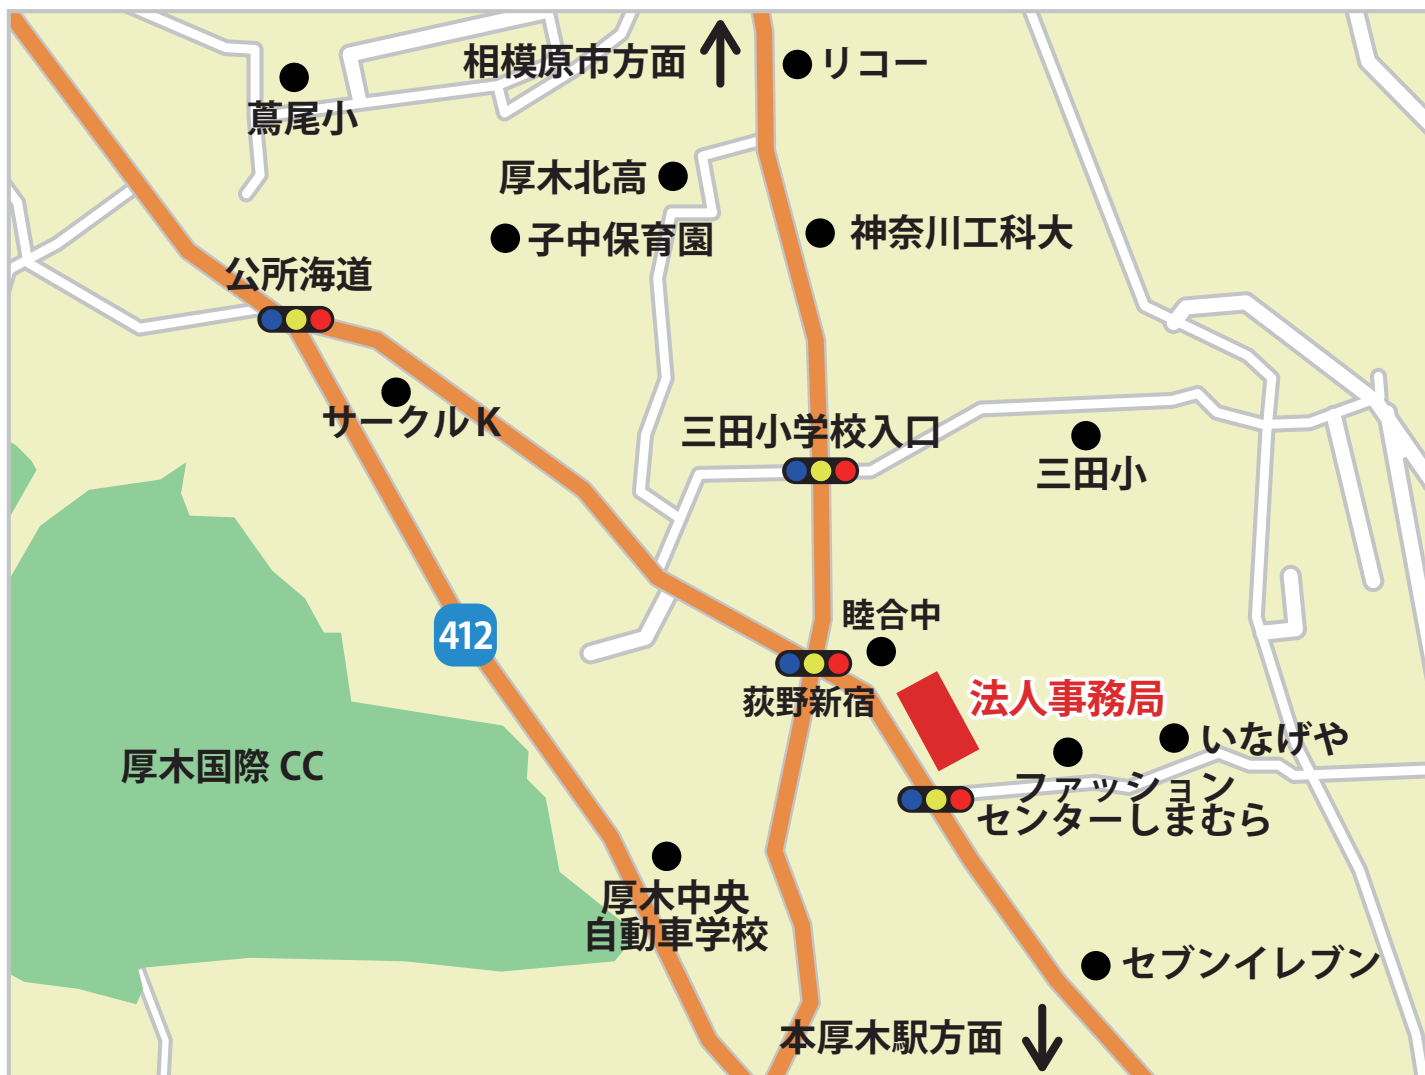 相模原市方面
リコー
蔦尾小
厚木北高
子中保育園
神奈川工科大
公所海道
サークルK
三田小学校入口
三田小
412
睦合中
荻野新宿
法人事務局
いなげや
厚木国際 CC
ファッション
センターしまむら
厚木中央
自動車学校
セブンイレブン
本厚木駅方面